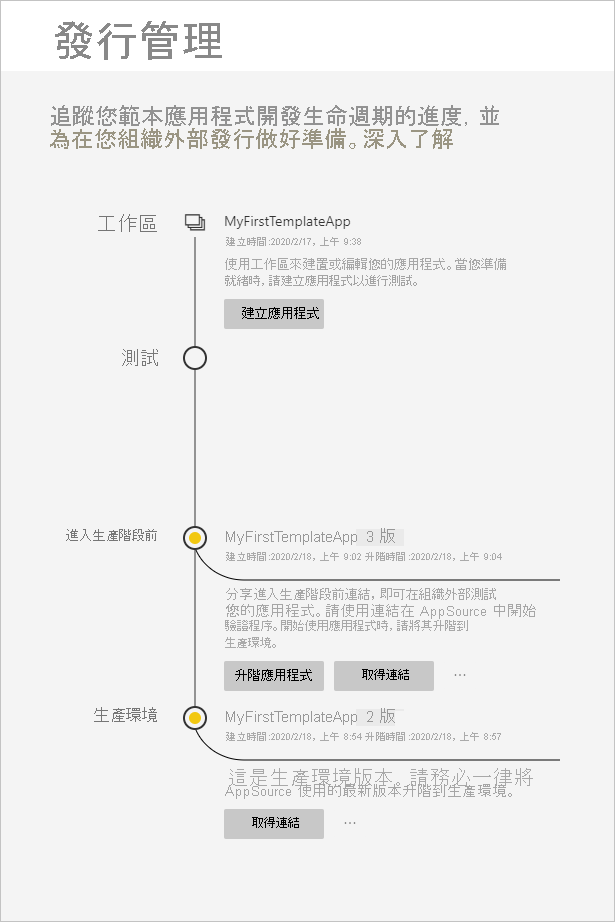 發行管理
追蹤您範本應用程式開發生命週期的進度, 並
為在您組織外部發行做好準備。深入了解
工作區
MyFirstTemplateApp
建立時間:2020/2/17, 上午 9:38
使用工作區來建置或編輯您的應用程式。當您準備
就緒時, 請建立應用程式以進行測試。
建立應用程式
測試
進入生產階段前
MyFirstTemplateApp 3 版
建立時間:2020/2/18, 上午 9:02 升階時間:2020/2/18, 上午 9:04
分享進入生產階段前連結, 即可在組織外部測試
您的應用程式。請使用連結在 AppSource 中開始
驗證程序。開始使用應用程式時, 請將其升階到
生產環境。
升階應用程式 取得連結 ...
生產環境
MyFirstTemplateApp 2 版
建立時間:2020/2/18, 上午 8:54 升階時間:2020/2/18, 上午 8:57
這是生產環境版本。請務必一律將
AppSource 使用的最新版本升階到生產環境。
取得連結 ...